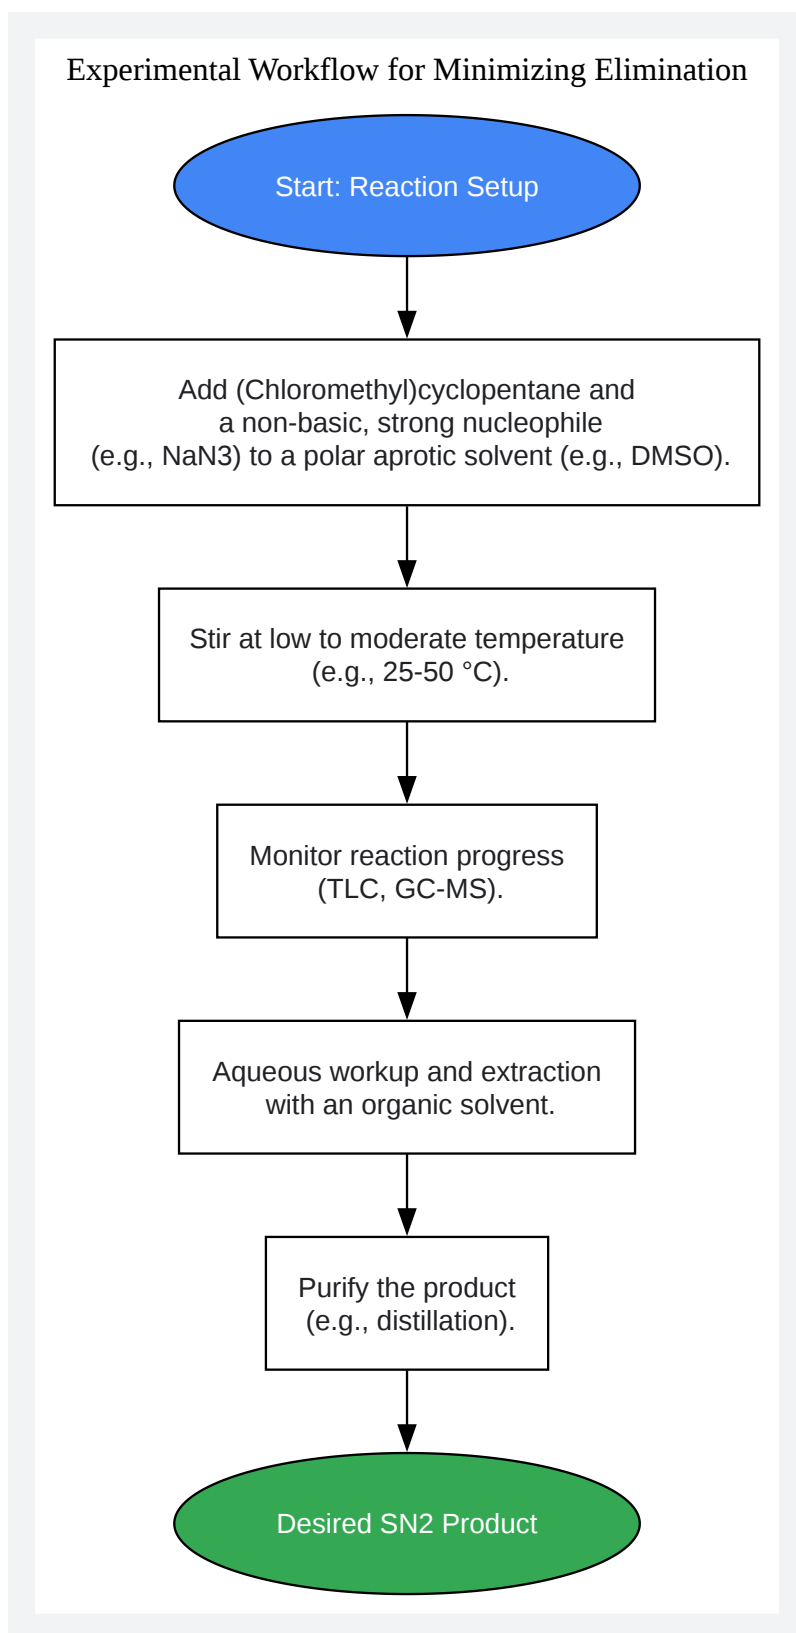 Experimental Workflow for Minimizing Elimination
Start: Reaction Setup
Add (Chloromethyl)cyclopentane and
a non-basic, strong nucleophile
(e.g., NaN3) to a polar aprotic solvent (e.g., DMSO).
Stir at low to moderate temperature
(e.g., 25-50 °C).
Monitor reaction progress
(TLC, GC-MS).
Aqueous workup and extraction
with an organic solvent.
Purify the product
(e.g., distillation).
Desired SN2 Product